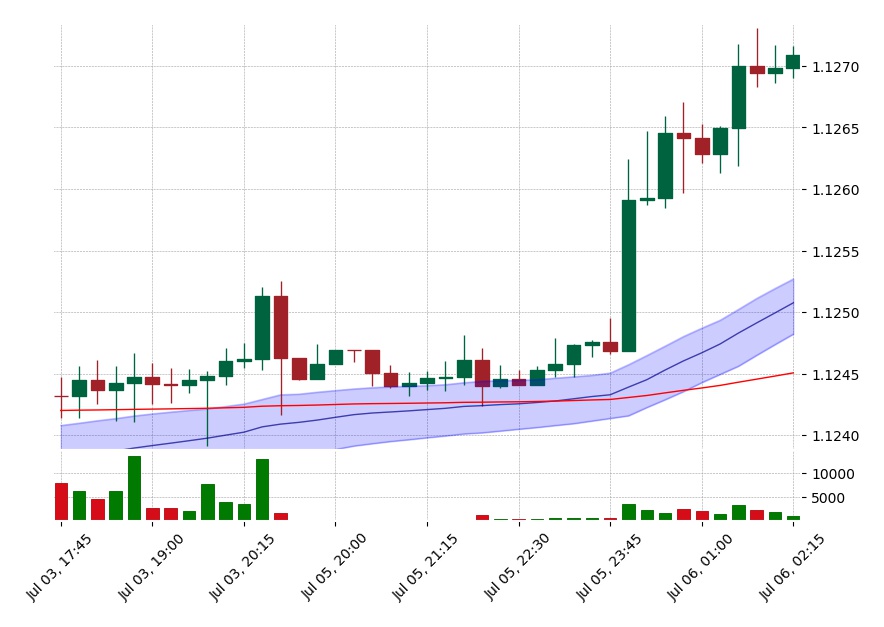 1.1270
1.1265
1.1260
1.1255
1.1250
1.1245
1.1240
10000
5000
Jul 03, 17:45
Jul 03, 19:00
Jul 03, 20:15
Jul 05, 20:00
Jul 05, 21:15
Jul 05, 22:30
Jul 05, 23:45
Jul 06, 01:00
Jul 06, 02:15